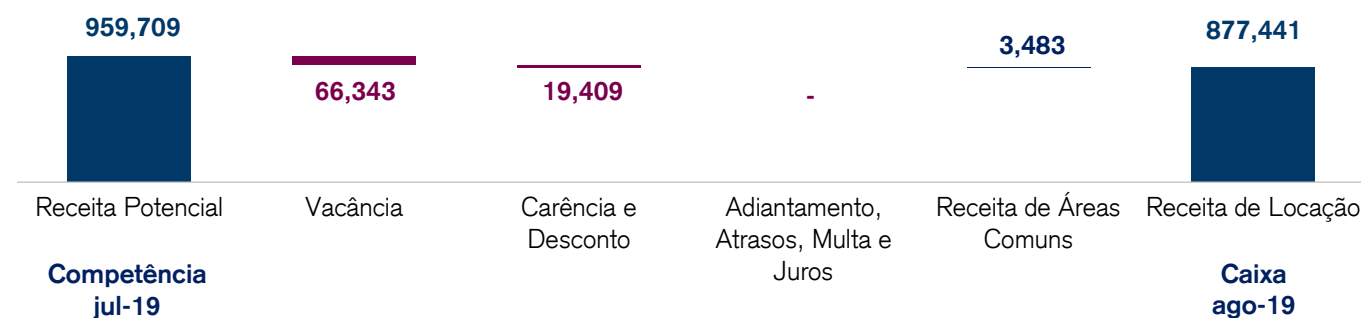 959,709
66,343
19,409
-
3,483
877,441
Receita Potencial
Vacância
Carência e
Desconto
Adiantamento,
Atrasos, Multa e
Juros
Receita de Áreas
Comuns
Receita de Locação
Competência
jul-19
Caixa
ago-19